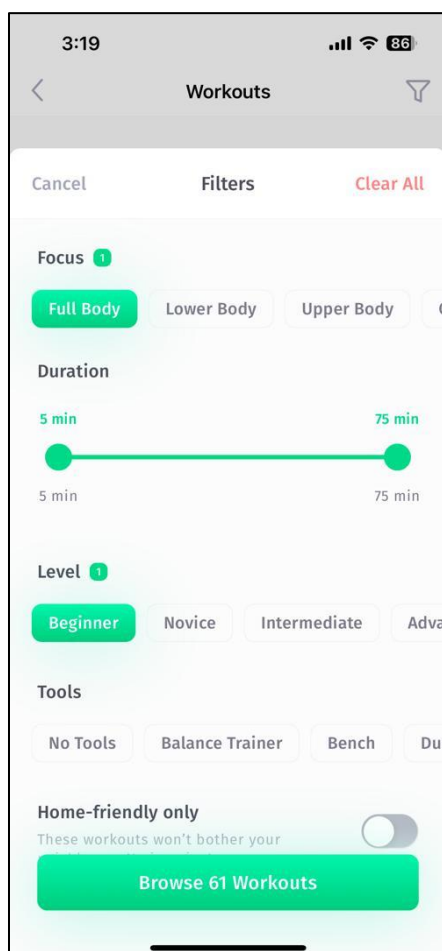 3:19
86
Workouts
Cancel
Filters
Clear All
Focus 1
Full Body
Lower Body
Upper Body
Duration
5 min
75 min
5 min
75 min
Level 1
Beginner
Novice
Intermediate
Adva
Tools
No Tools
Balance Trainer
Bench
Du
Home-friendly only
These workouts won't bother your
Browse 61 Workouts